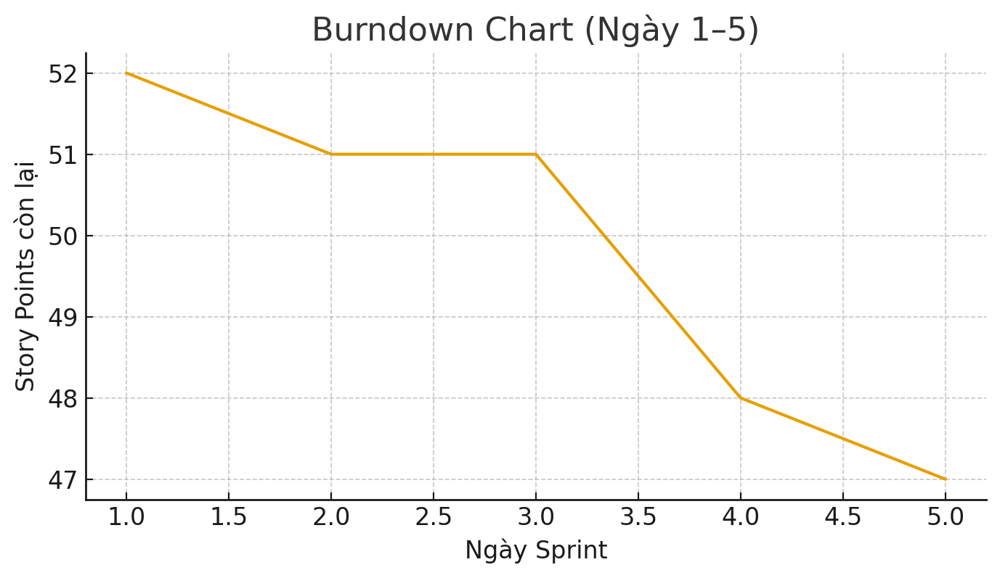 Burndown Chart (Ngày 1–5)
Story Points còn lại
52
51
50
49
48
47
1.0 1.5 2.0 2.5 3.0 3.5 4.0 4.5 5.0
Ngày Sprint